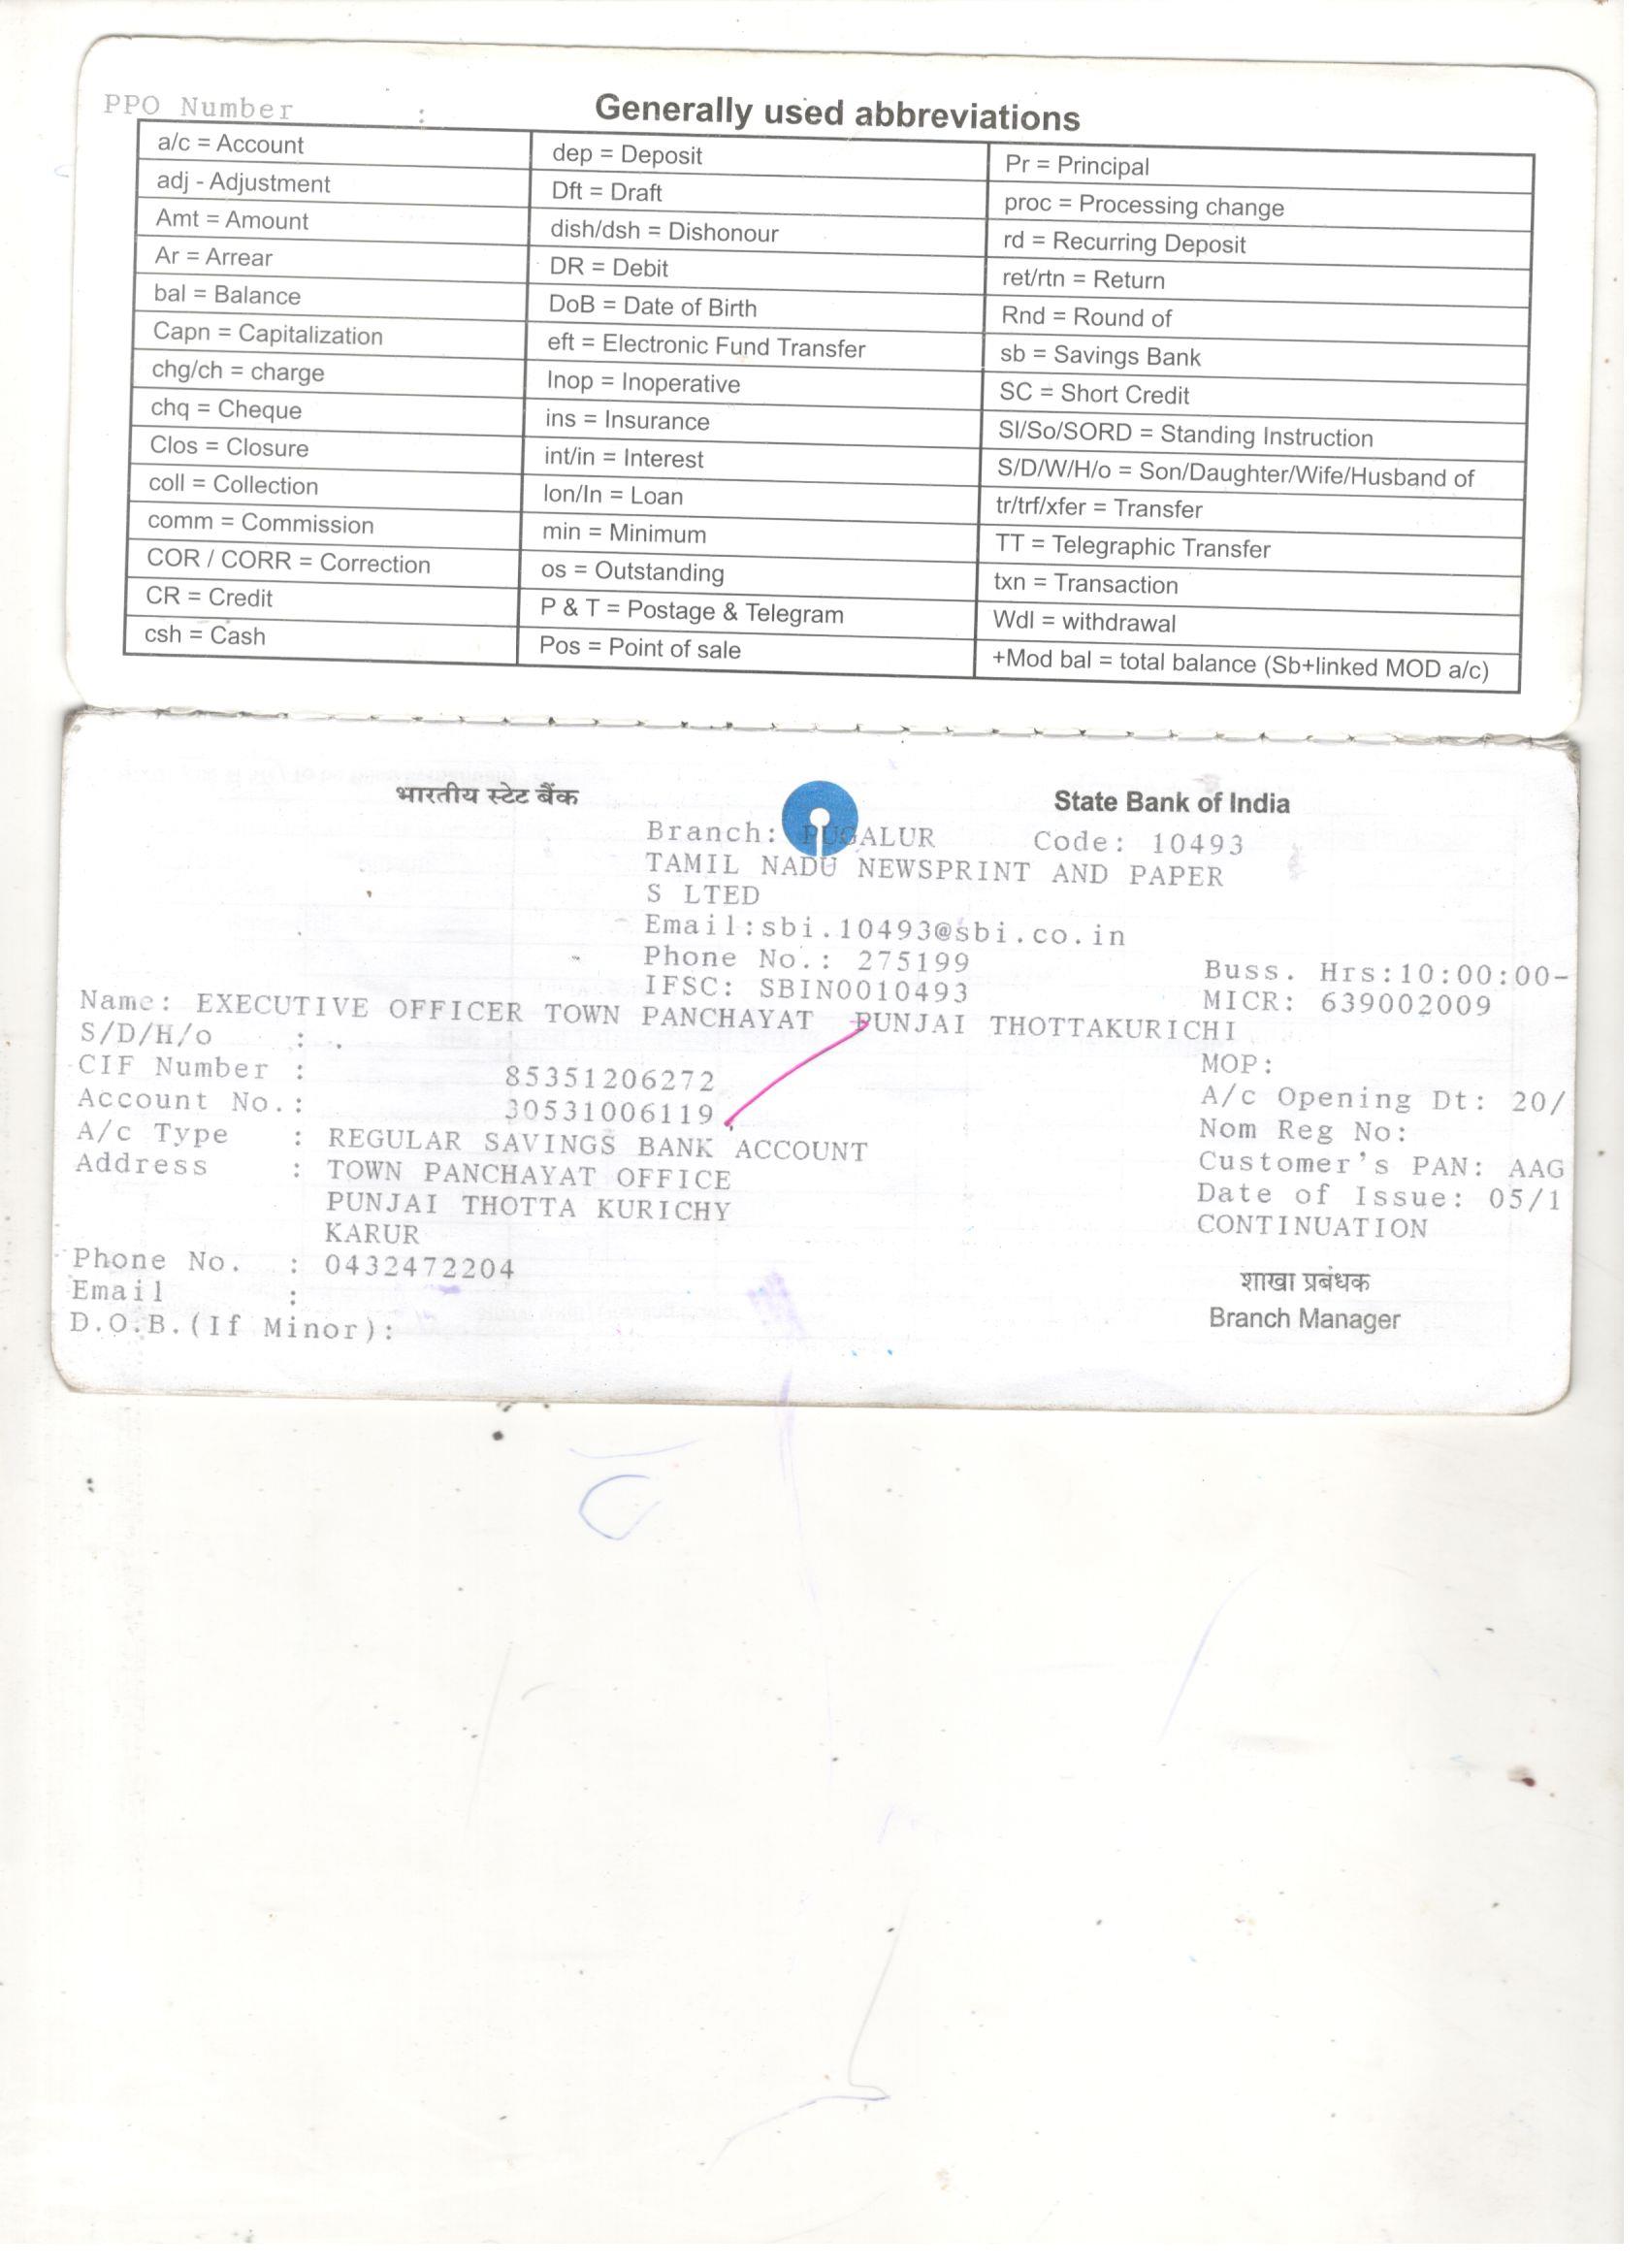 PPO Number :
Generally used abbreviations
a/c = Account
adj - Adjustment
Amt = Amount
Ar = Arrear
bal = Balance
Capn = Capitalization
chg/ch = charge
chq = Cheque
Clos = Closure
coll = Collection
comm = Commission
COR / CORR = Correction
CR = Credit
csh = Cash
dep = Deposit
Dft = Draft
dish/dsh = Dishonour
DR = Debit
DoB = Date of Birth
eft = Electronic Fund Transfer
Inop = Inoperative
ins = Insurance
int/in = Interest
lon/ln = Loan
min = Minimum
os = Outstanding
P & T = Postage & Telegram
Pos = Point of sale
Pr = Principal
proc = Processing change
rd = Recurring Deposit
ret/rtn = Return
Rnd = Round of
sb = Savings Bank
SC = Short Credit
SI/So/SORD = Standing Instruction
S/D/W/H/o = Son/Daughter/Wife/Husband of
tr/trf/xfer = Transfer
TT = Telegraphic Transfer
txn = Transaction
Wdl = withdrawal
+Mod bal = total balance (Sb+linked MOD a/c)
भारतीय स्टेट बैंक State Bank of India
Branch: PUGALUR Code: 10493
TAMIL NADU NEWSPRINT AND PAPER
S LTED
Email:sbi.10493@sbi.co.in
Phone No.: 275199 Buss. Hrs:10:00:00-
IFSC: SBIN0010493 MICR: 639002009
Name: EXECUTIVE OFFICER TOWN PANCHAYAT PUNJAI THOTTAKURICHI
S/D/H/o : .
CIF Number : 85351206272 MOP:
Account No.: 30531006119 A/c Opening Dt: 20/
A/c Type : REGULAR SAVINGS BANK ACCOUNT Nom Reg No:
Address : TOWN PANCHAYAT OFFICE Customer's PAN: AAG
PUNJAI THOTTA KURICHY Date of Issue: 05/1
KARUR CONTINUATION
Phone No. : 0432472204
Email :
D.O.B.(If Minor):
शाखा प्रबंधक
Branch Manager